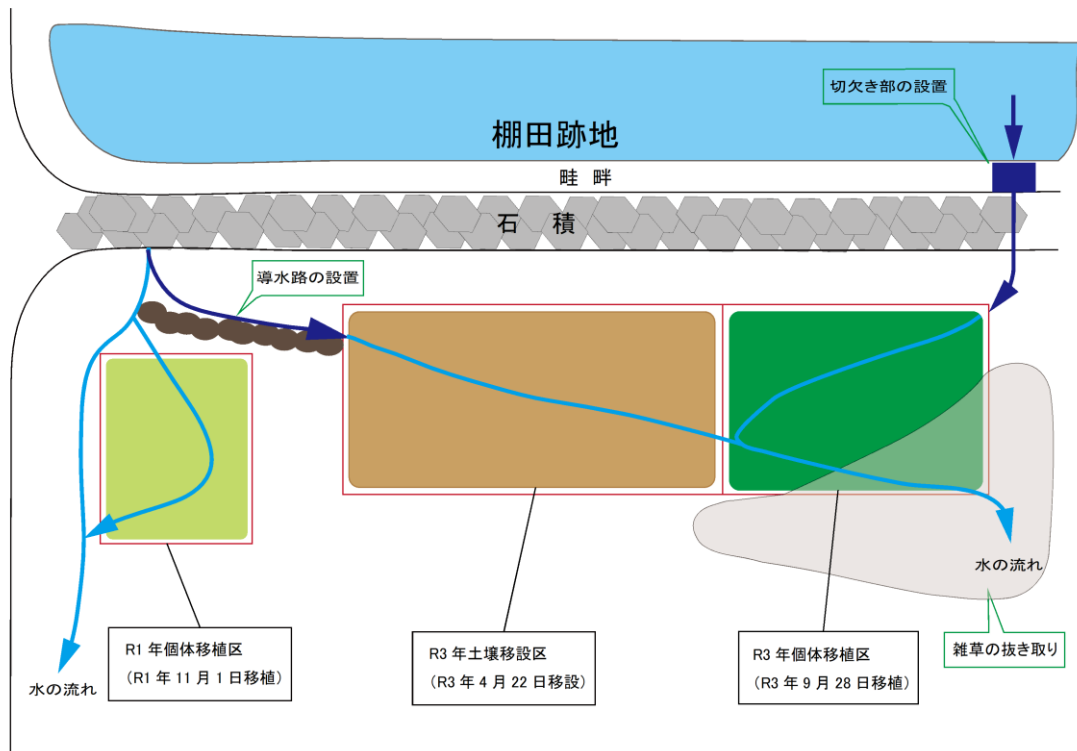 切欠き部の設置
棚田跡地
畦 畔
石 積
導水路の設置
水の流れ
R1 年個体移植区
(R1 年 11 月 1 日移植)
R3 年土壌移設区
(R3 年 4 月 22 日移設)
R3 年個体移植区
(R3 年 9 月 28 日移植)
雑草の抜き取り
水の流れ